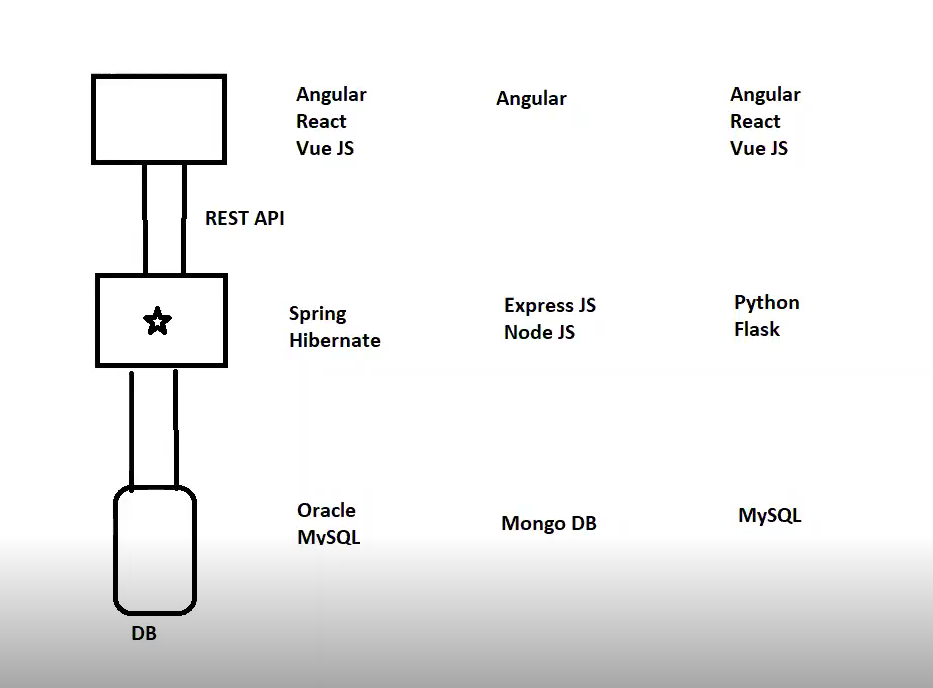 Angular
React
Vue JS
Angular
Angular
React
Vue JS
REST API
Spring
Hibernate
Express JS
Node JS
Python
Flask
Oracle
MySQL
Mongo DB
MySQL
DB